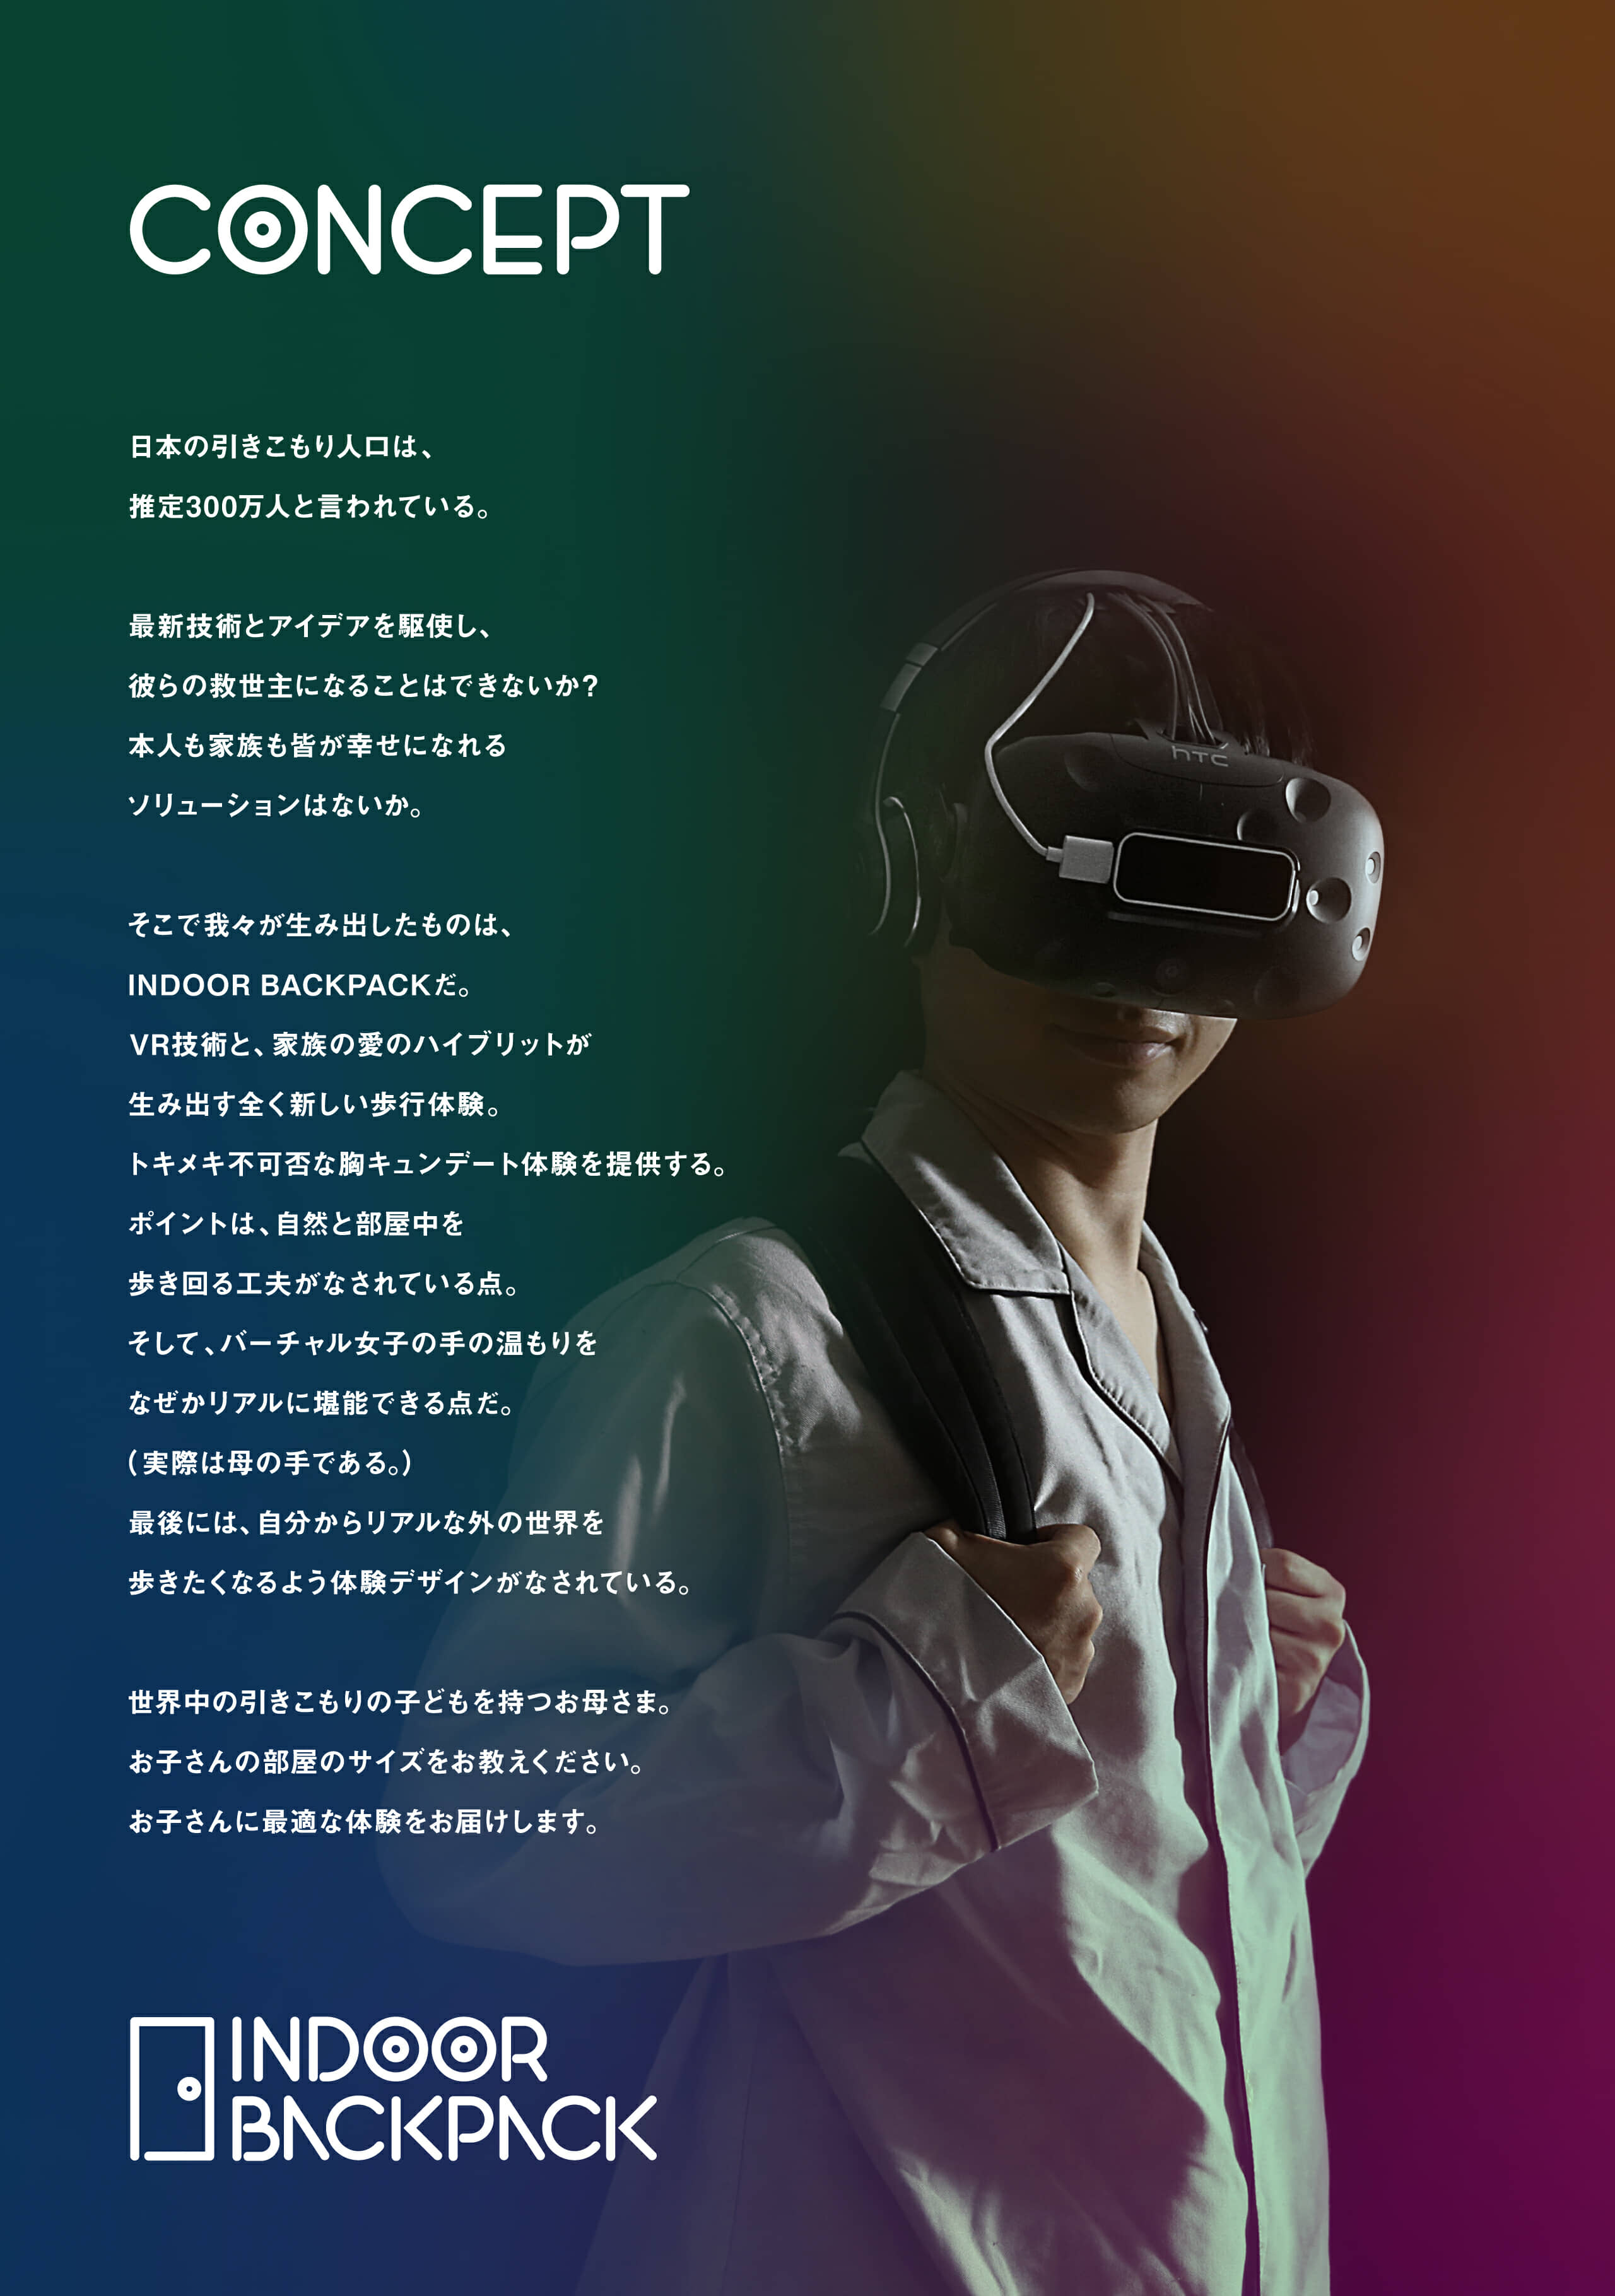 CONCEPT
日本の引きこもり人口は、
推定300万人と言われている。
最新技術とアイデアを駆使し、
彼らの救世主になることはできないか?
本人も家族も皆が幸せになれる
ソリューションはないか。
そこで我々が生み出したものは、
INDOOR BACKPACKだ。
VR技術と、家族の愛のハイブリットが
生み出す全く新しい歩行体験。
トキメキ不可否な胸キュンデート体験を提供する。
ポイントは、自然と部屋中を
歩き回る工夫がなされている点。
そして、バーチャル女子の手の温もりを
なぜかリアルに堪能できる点だ。
(実際は母の手である。)
最後には、自分からリアルな外の世界を
歩きたくなるよう体験デザインがなされている。
世界中の引きこもりの子どもを持つお母さま。
お子さんの部屋のサイズをお教えください。
お子さんに最適な体験をお届けします。
hTC
INDOOR
BACKPACK